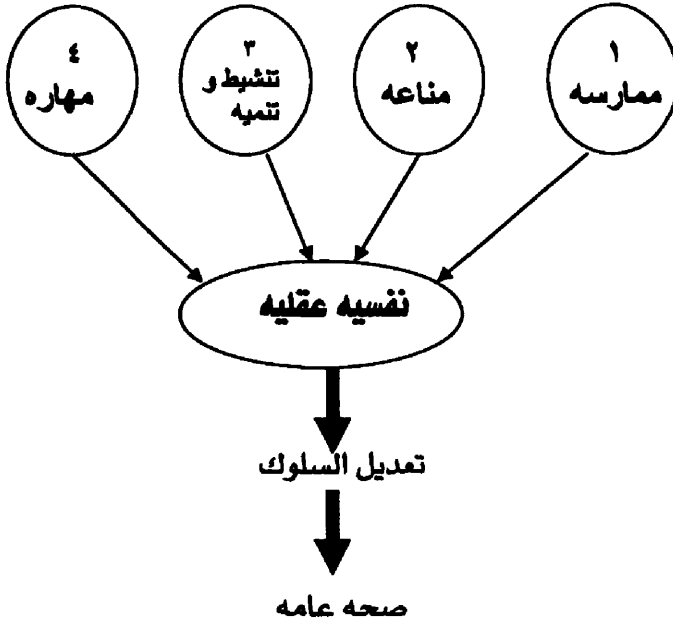 ١
ممارسه
٢
مناعه
٣
تنشيط و
تنميه
٤
مهاره
نفسيه عقليه
تعديل السلوك
صحه عامه